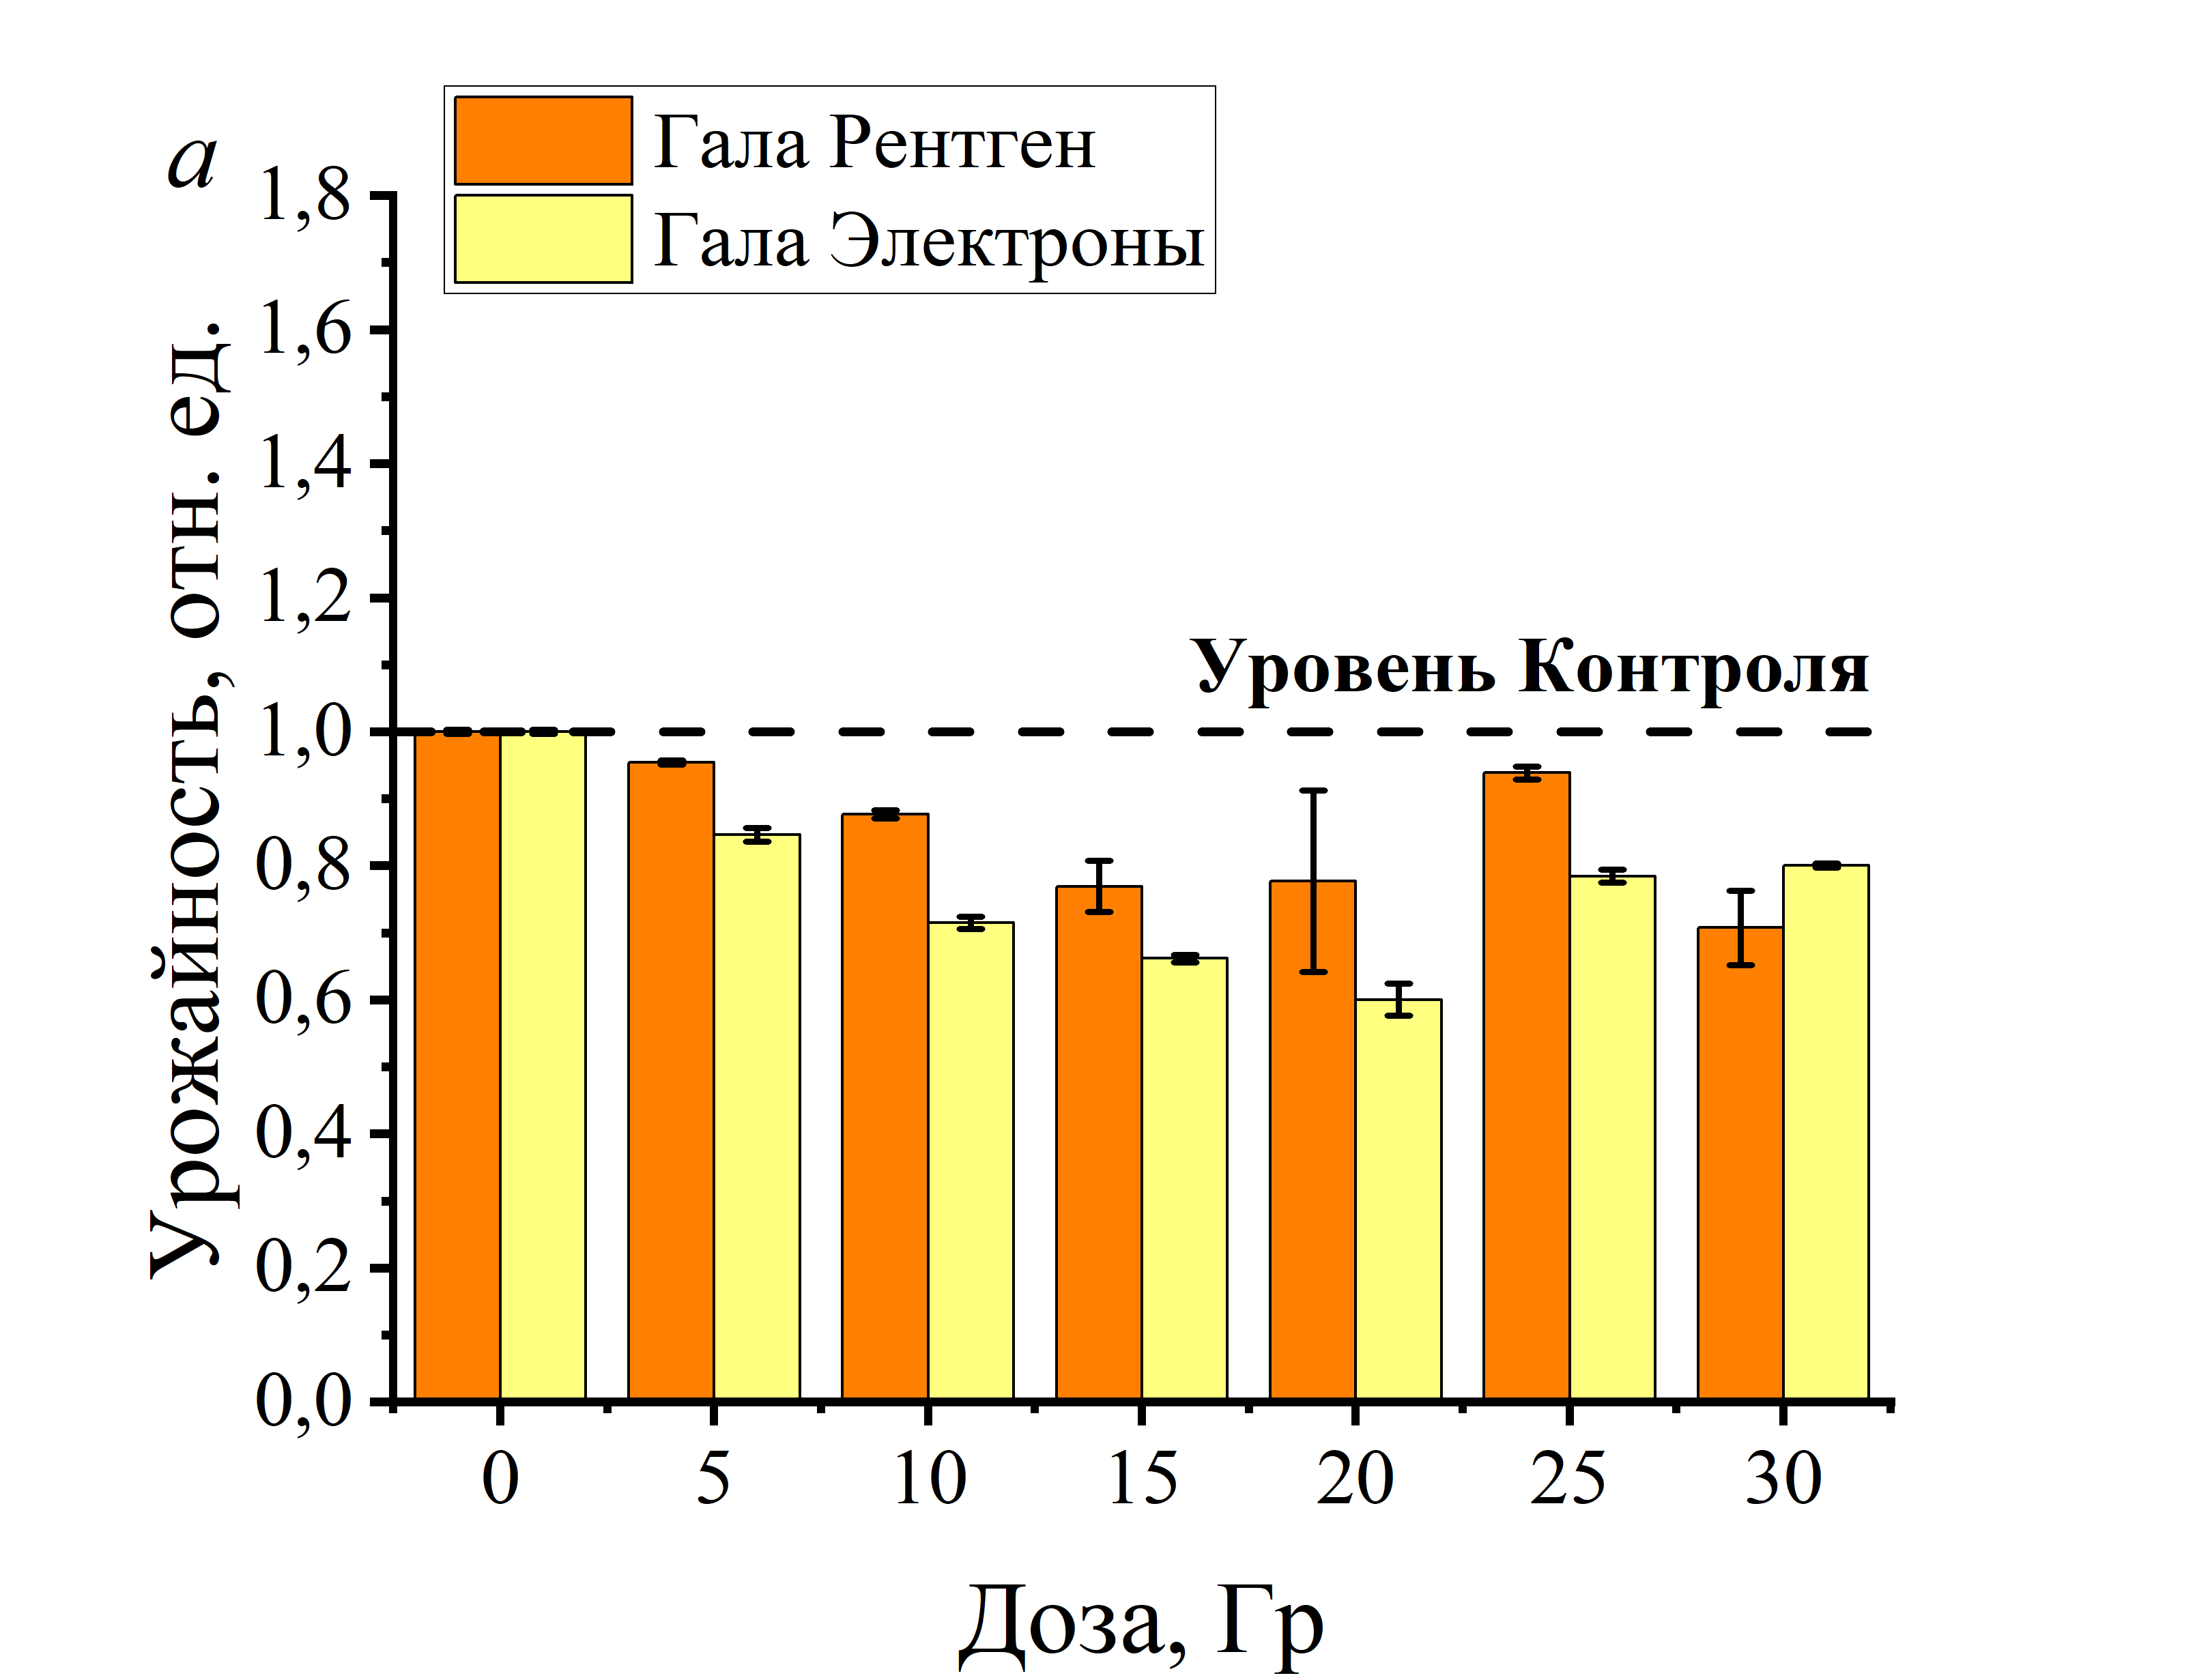 а
Гала Рентген
Гала Электроны
Урожайность, отн. ед.
1,8
1,6
1,4
1,2
1,0
0,8
0,6
0,4
0,2
0,0
Уровень Контроля
0 5 10 15 20 25 30
Доза, Гр